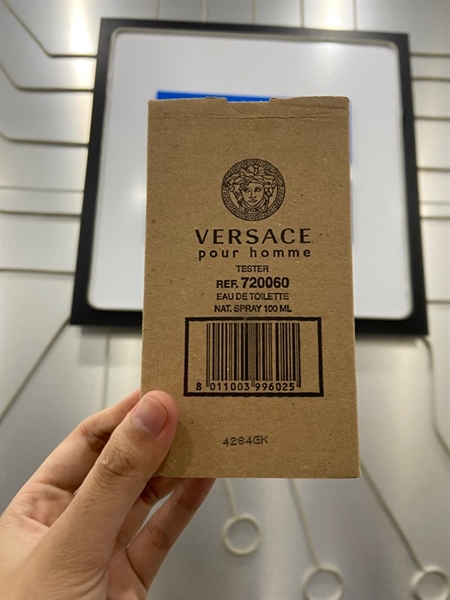 VERSACE
pour homme
TESTER
REF. 720060
EAU DE TOILETTE
NAT. SPRAY 100 ML
8 011003 996025
4284GK